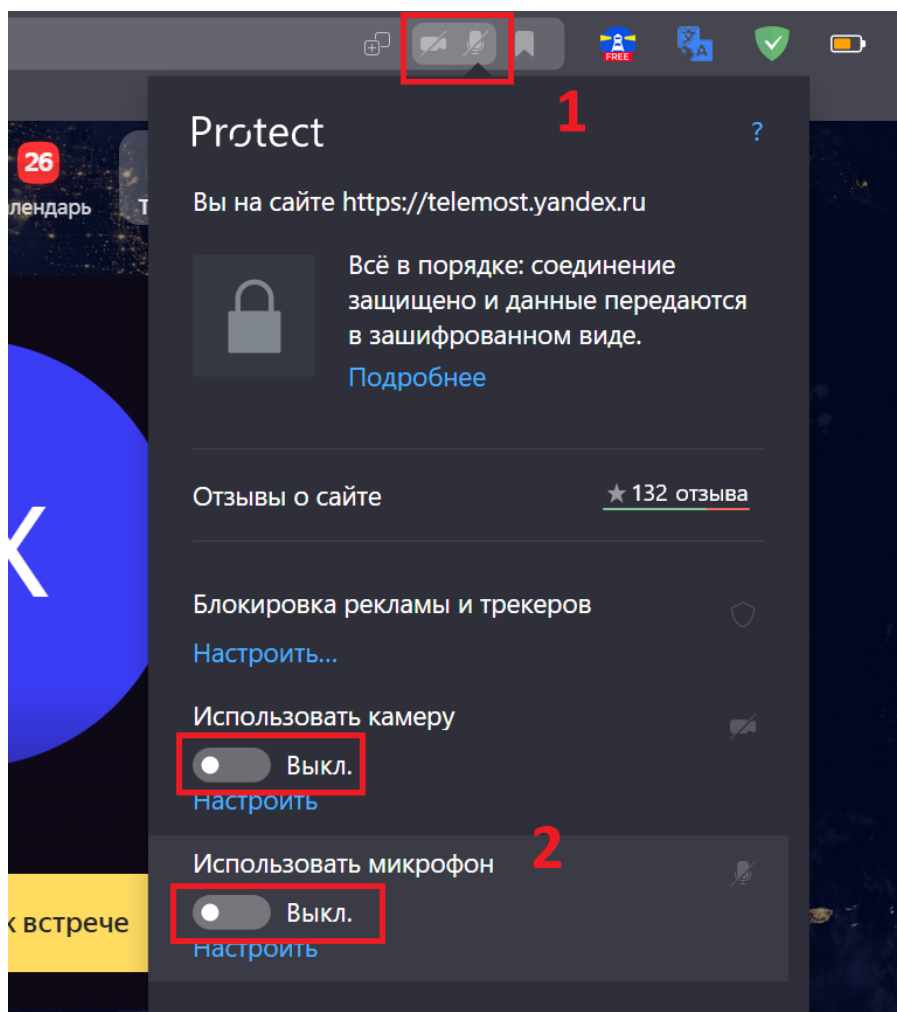 FREE
1
Protect
?
26
лендарь
Т
Вы на сайте https://telemost.yandex.ru
Всё в порядке: соединение
защищено и данные передаются
в зашифрованном виде.
Подробнее
Отзывы о сайте
132 отзыва
К
Блокировка рекламы и трекеров
Настроить...
Использовать камеру
Выкл.
Настроить
2
Использовать микрофон
Выкл.
к встрече
Настроить